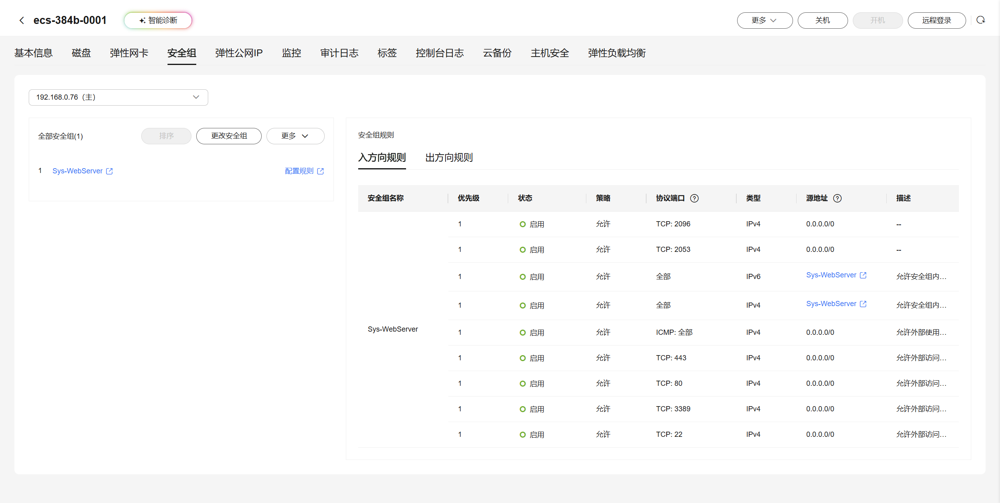 ecs-384b-0001 智能诊断 更多 关机 开机 远程登录
基本信息 磁盘 弹性网卡 安全组 弹性公网IP 监控 审计日志 标签 控制台日志 云备份 主机安全 弹性负载均衡
192.168.0.76（主）
全部安全组(1) 排序 更改安全组 更多
1 Sys-WebServer 配置规则
安全组规则
入方向规则 出方向规则
安全组名称 优先级 状态 策略 协议端口 ? 类型 源地址 ? 描述
1 启用 允许 TCP: 2096 IPv4 0.0.0.0/0 --
1 启用 允许 TCP: 2053 IPv4 0.0.0.0/0 --
1 启用 允许 全部 IPv6 Sys-WebServer 允许安全组内...
1 启用 允许 全部 IPv4 Sys-WebServer 允许安全组内...
Sys-WebServer
1 启用 允许 ICMP: 全部 IPv4 0.0.0.0/0 允许外部使用...
1 启用 允许 TCP: 443 IPv4 0.0.0.0/0 允许外部访问...
1 启用 允许 TCP: 80 IPv4 0.0.0.0/0 允许外部访问...
1 启用 允许 TCP: 3389 IPv4 0.0.0.0/0 允许外部访问...
1 启用 允许 TCP: 22 IPv4 0.0.0.0/0 允许外部访问...